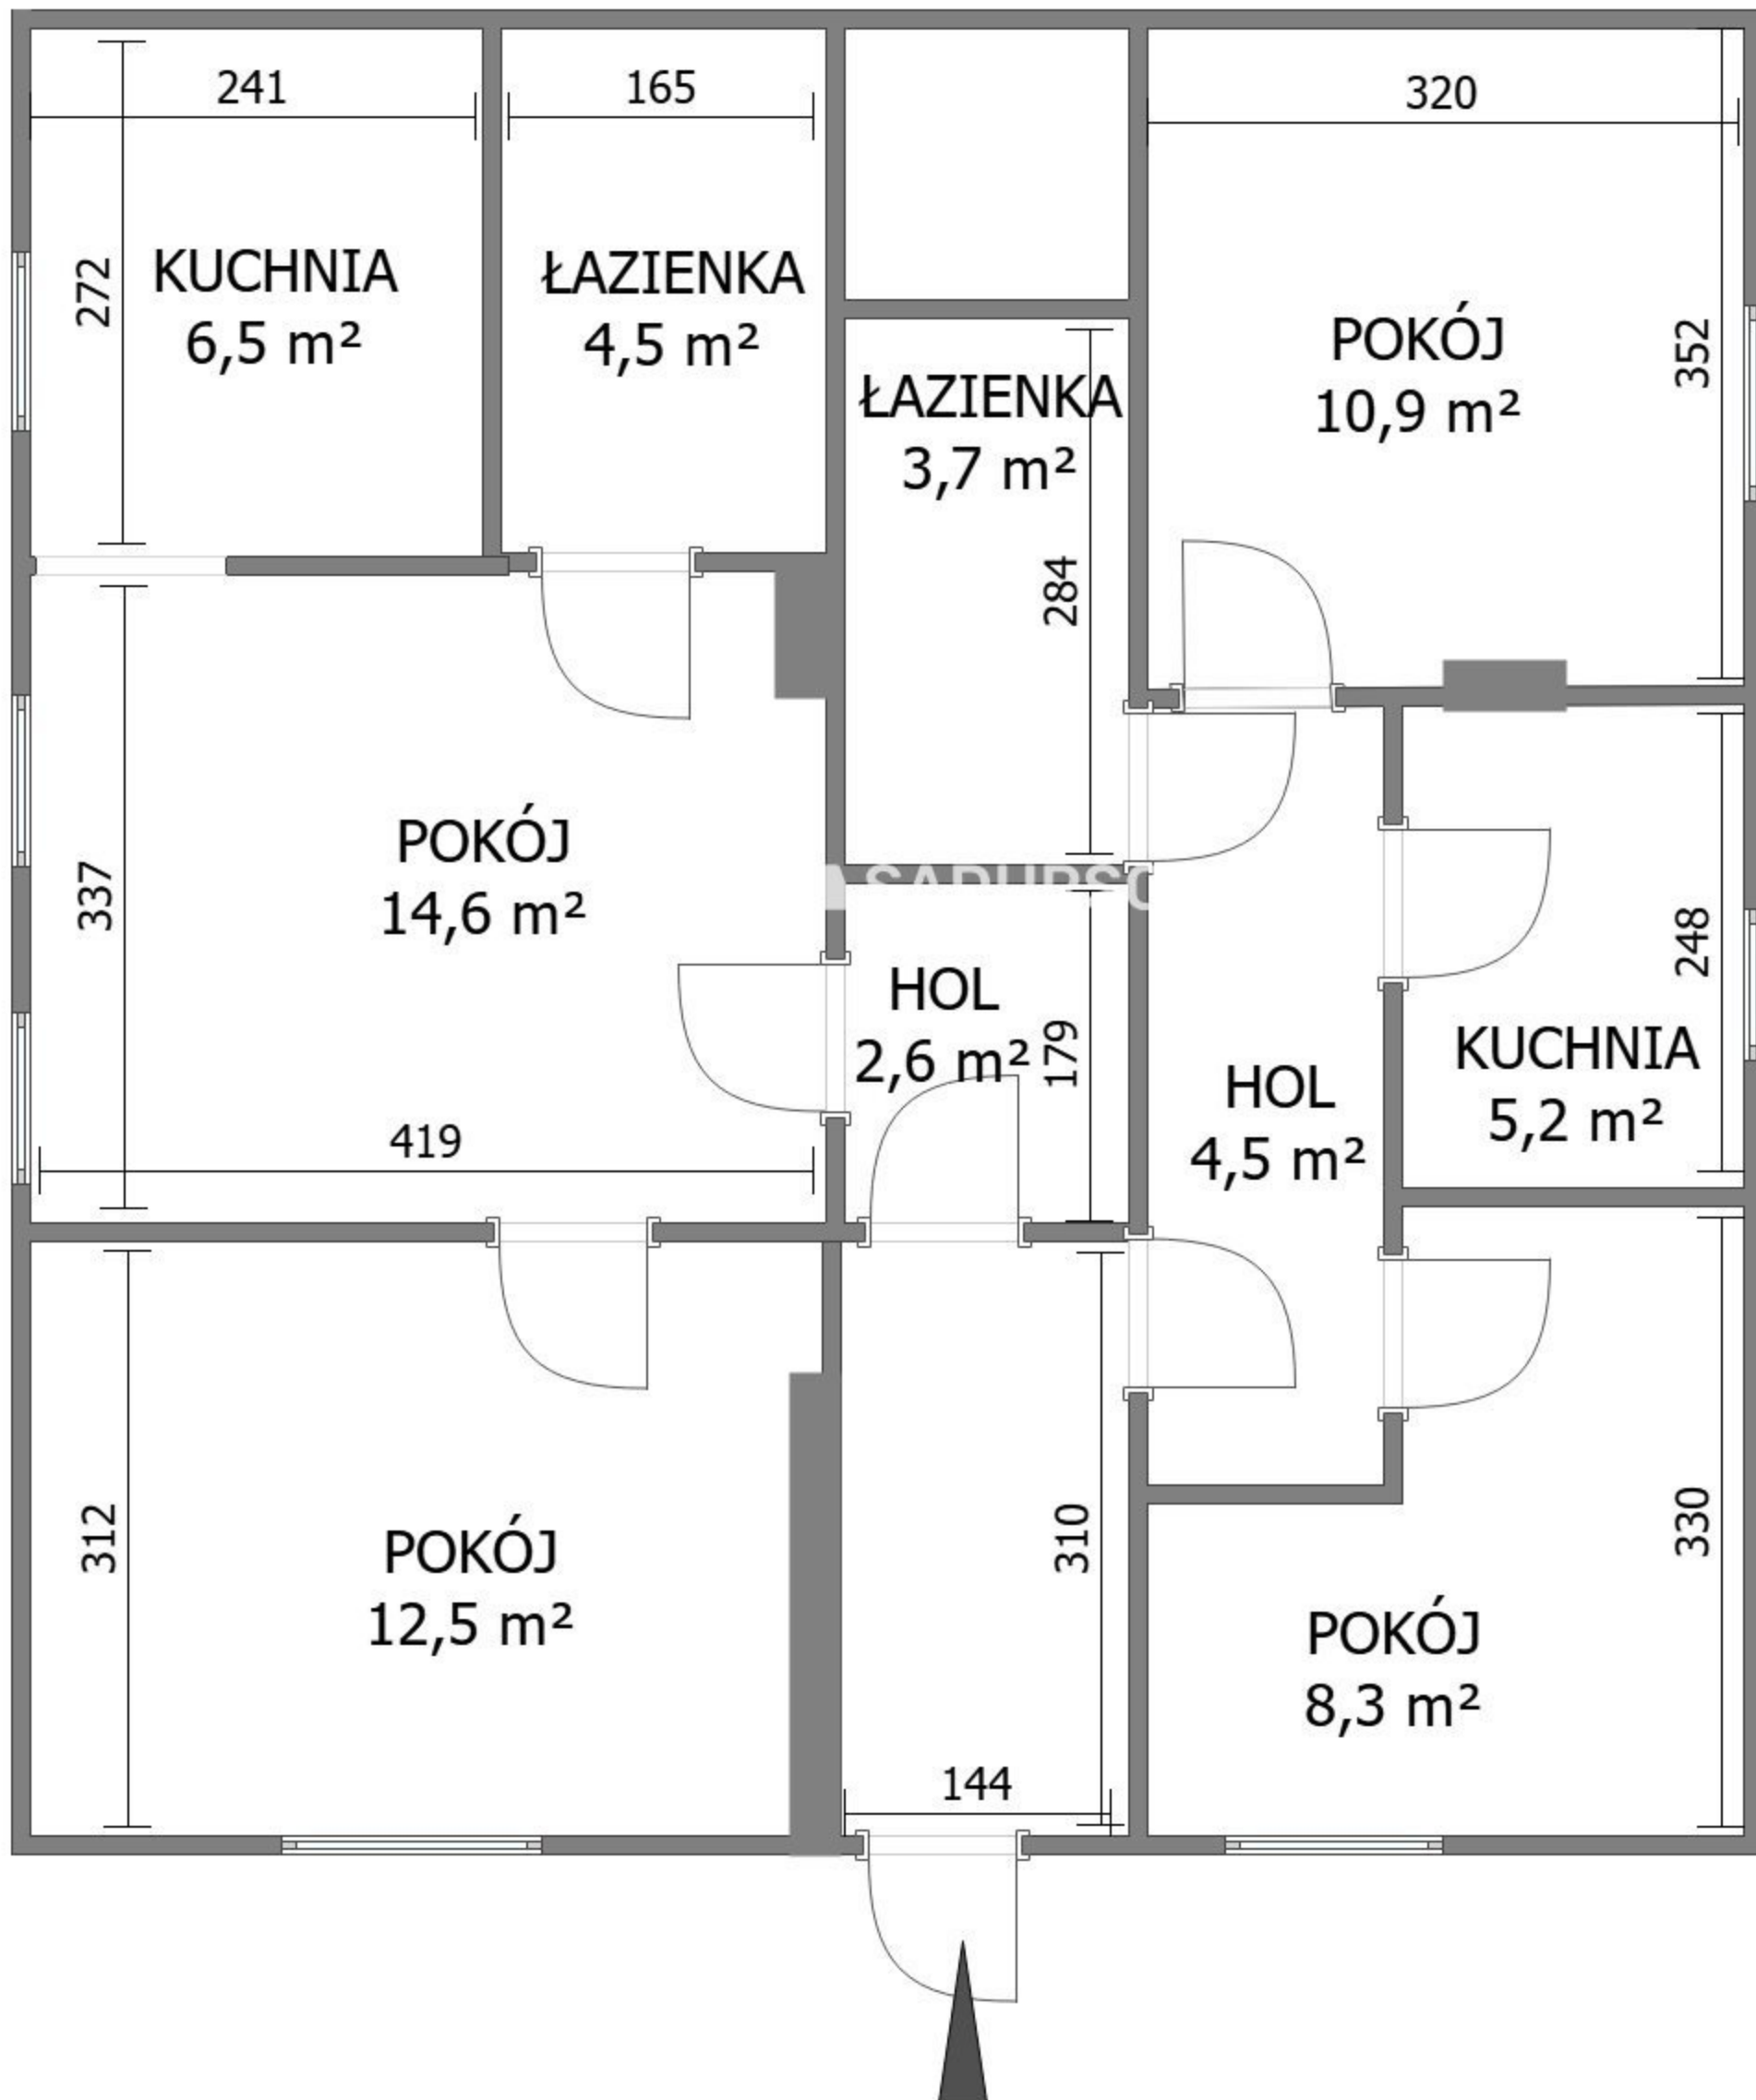 241
165
320
272
KUCHNIA
6,5 m²
ŁAZIENKA
4,5 m²
POKÓJ
10,9 m²
352
ŁAZIENKA
3,7 m²
284
POKÓJ
14,6 m²
337
419
HOL
2,6 m²
179
HOL
4,5 m²
KUCHNIA
5,2 m²
248
POKÓJ
12,5 m²
312
310
144
POKÓJ
8,3 m²
330